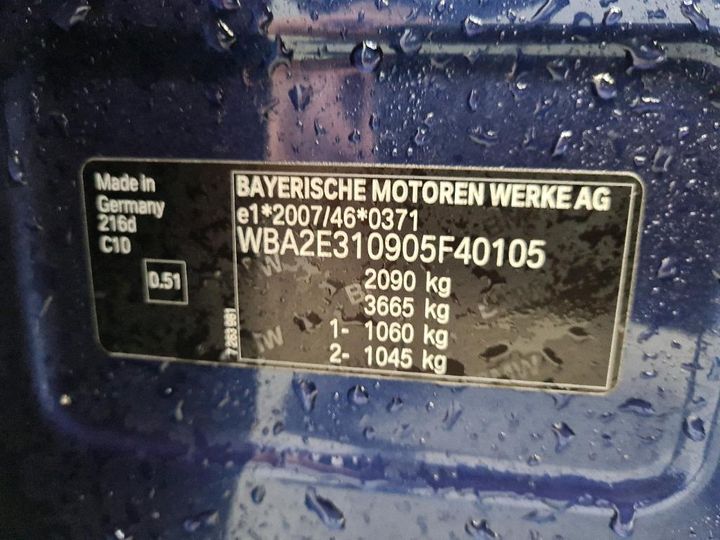 Made in
Germany
216d
C10
0.51
BAYERISCHE MOTOREN WERKE AG
e1*2007/46*0371
WBA2E310905F40105
2090 kg
3665 kg
1- 1060 kg
2- 1045 kg